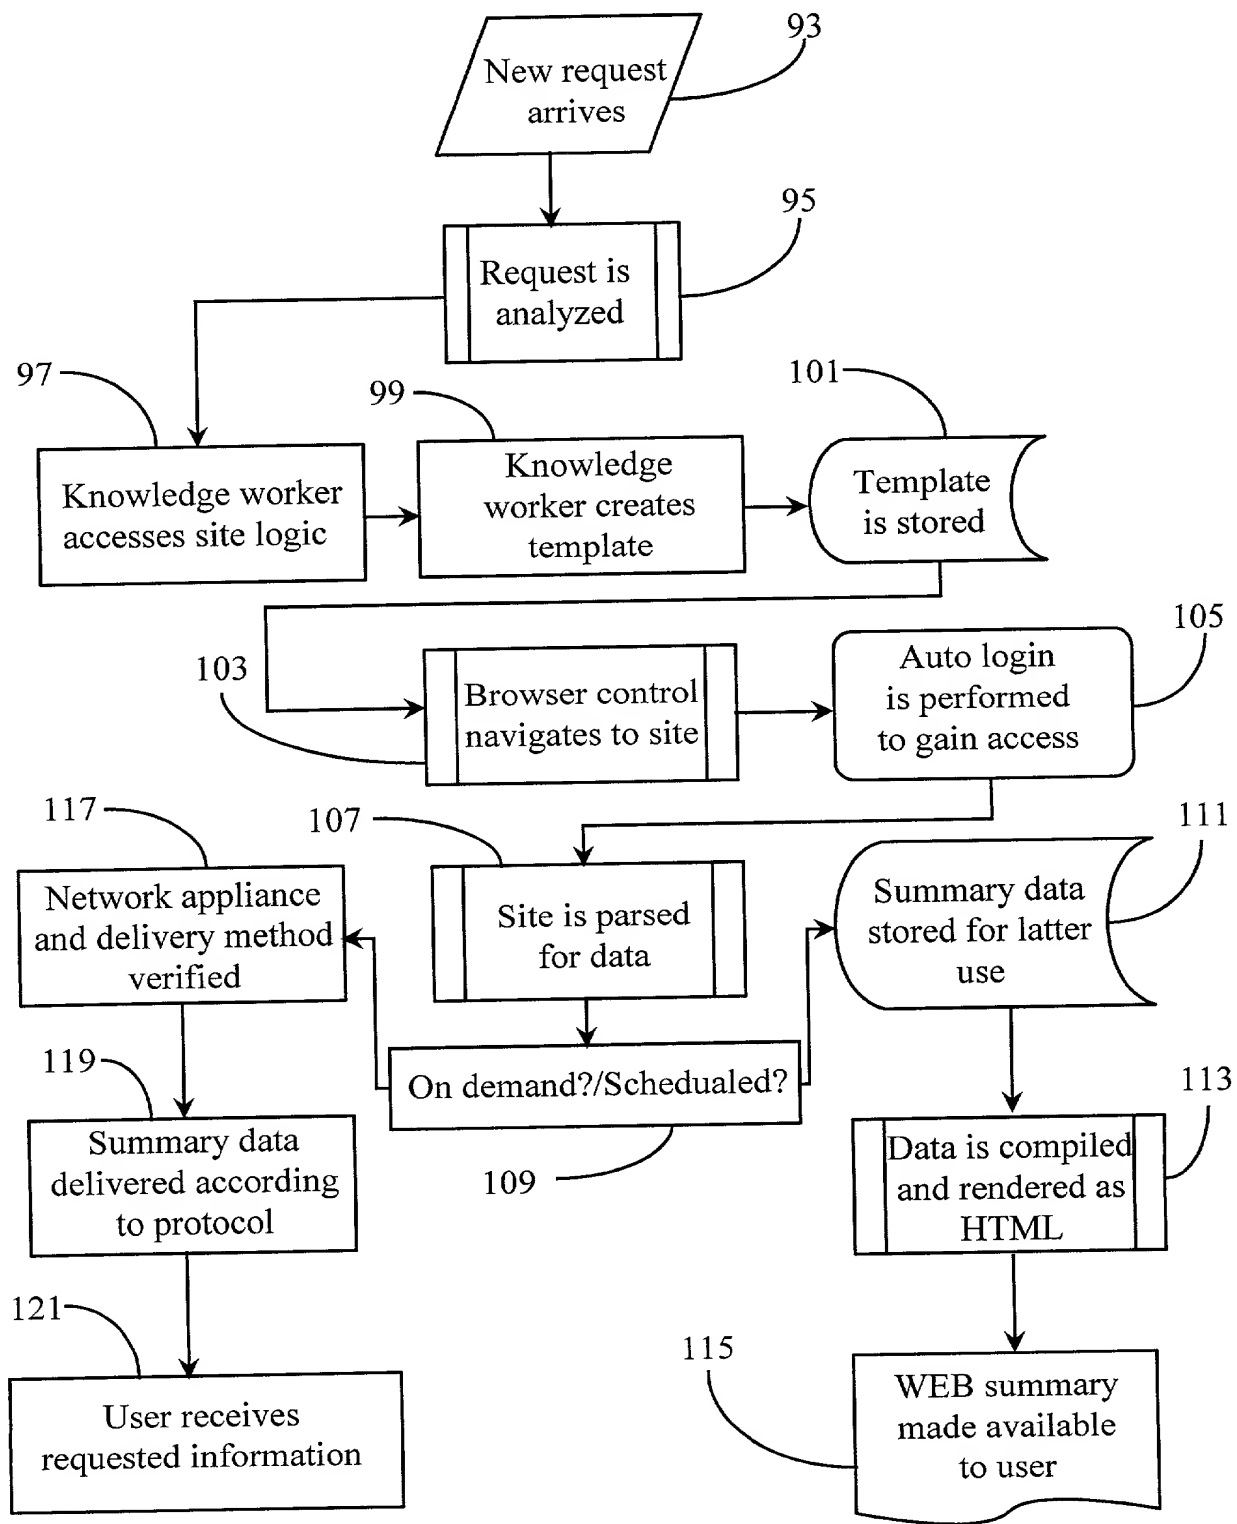 93
New request
arrives
95
Request is
analyzed
97
Knowledge worker
accesses site logic
99
Knowledge
worker creates
template
101
Template
is stored
103
Browser control
navigates to site
105
Auto login
is performed
to gain access
107
Site is parsed
for data
109
On demand?/Schedualed?
111
Summary data
stored for latter
use
113
Data is compiled
and rendered as
HTML
115
WEB summary
made available
to user
117
Network appliance
and delivery method
verified
119
Summary data
delivered according
to protocol
121
User receives
requested information